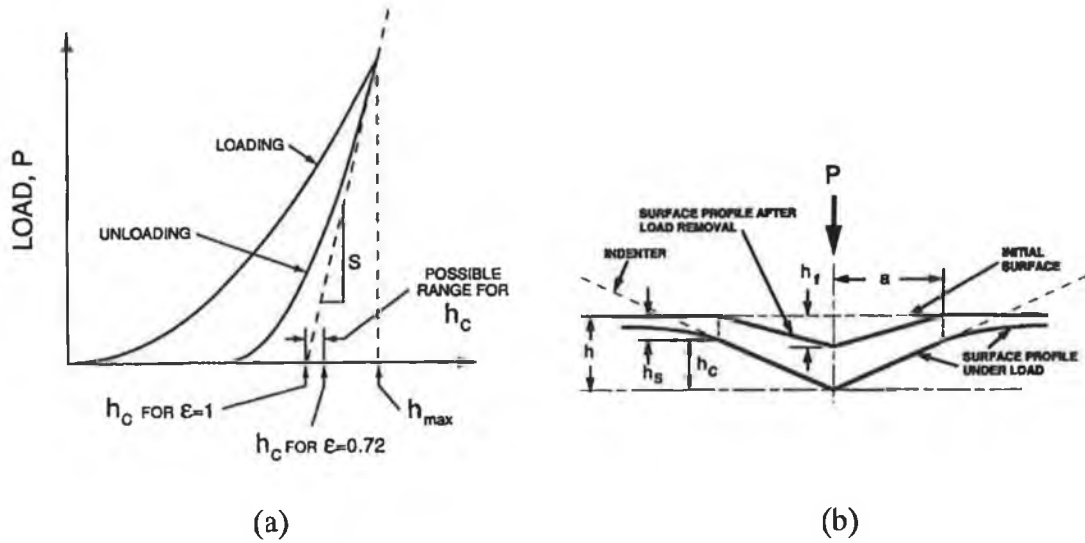 LOAD, P
LOADING
UNLOADING
S
POSSIBLE
RANGE FOR
h_c
h_c FOR ε=1
h_max
h_c FOR ε=0.72
(a)
P
SURFACE PROFILE AFTER
LOAD REMOVAL
INDENTER
h_f
a
INITIAL
SURFACE
h
h_s
h_c
SURFACE PROFILE
UNDER LOAD
(b)